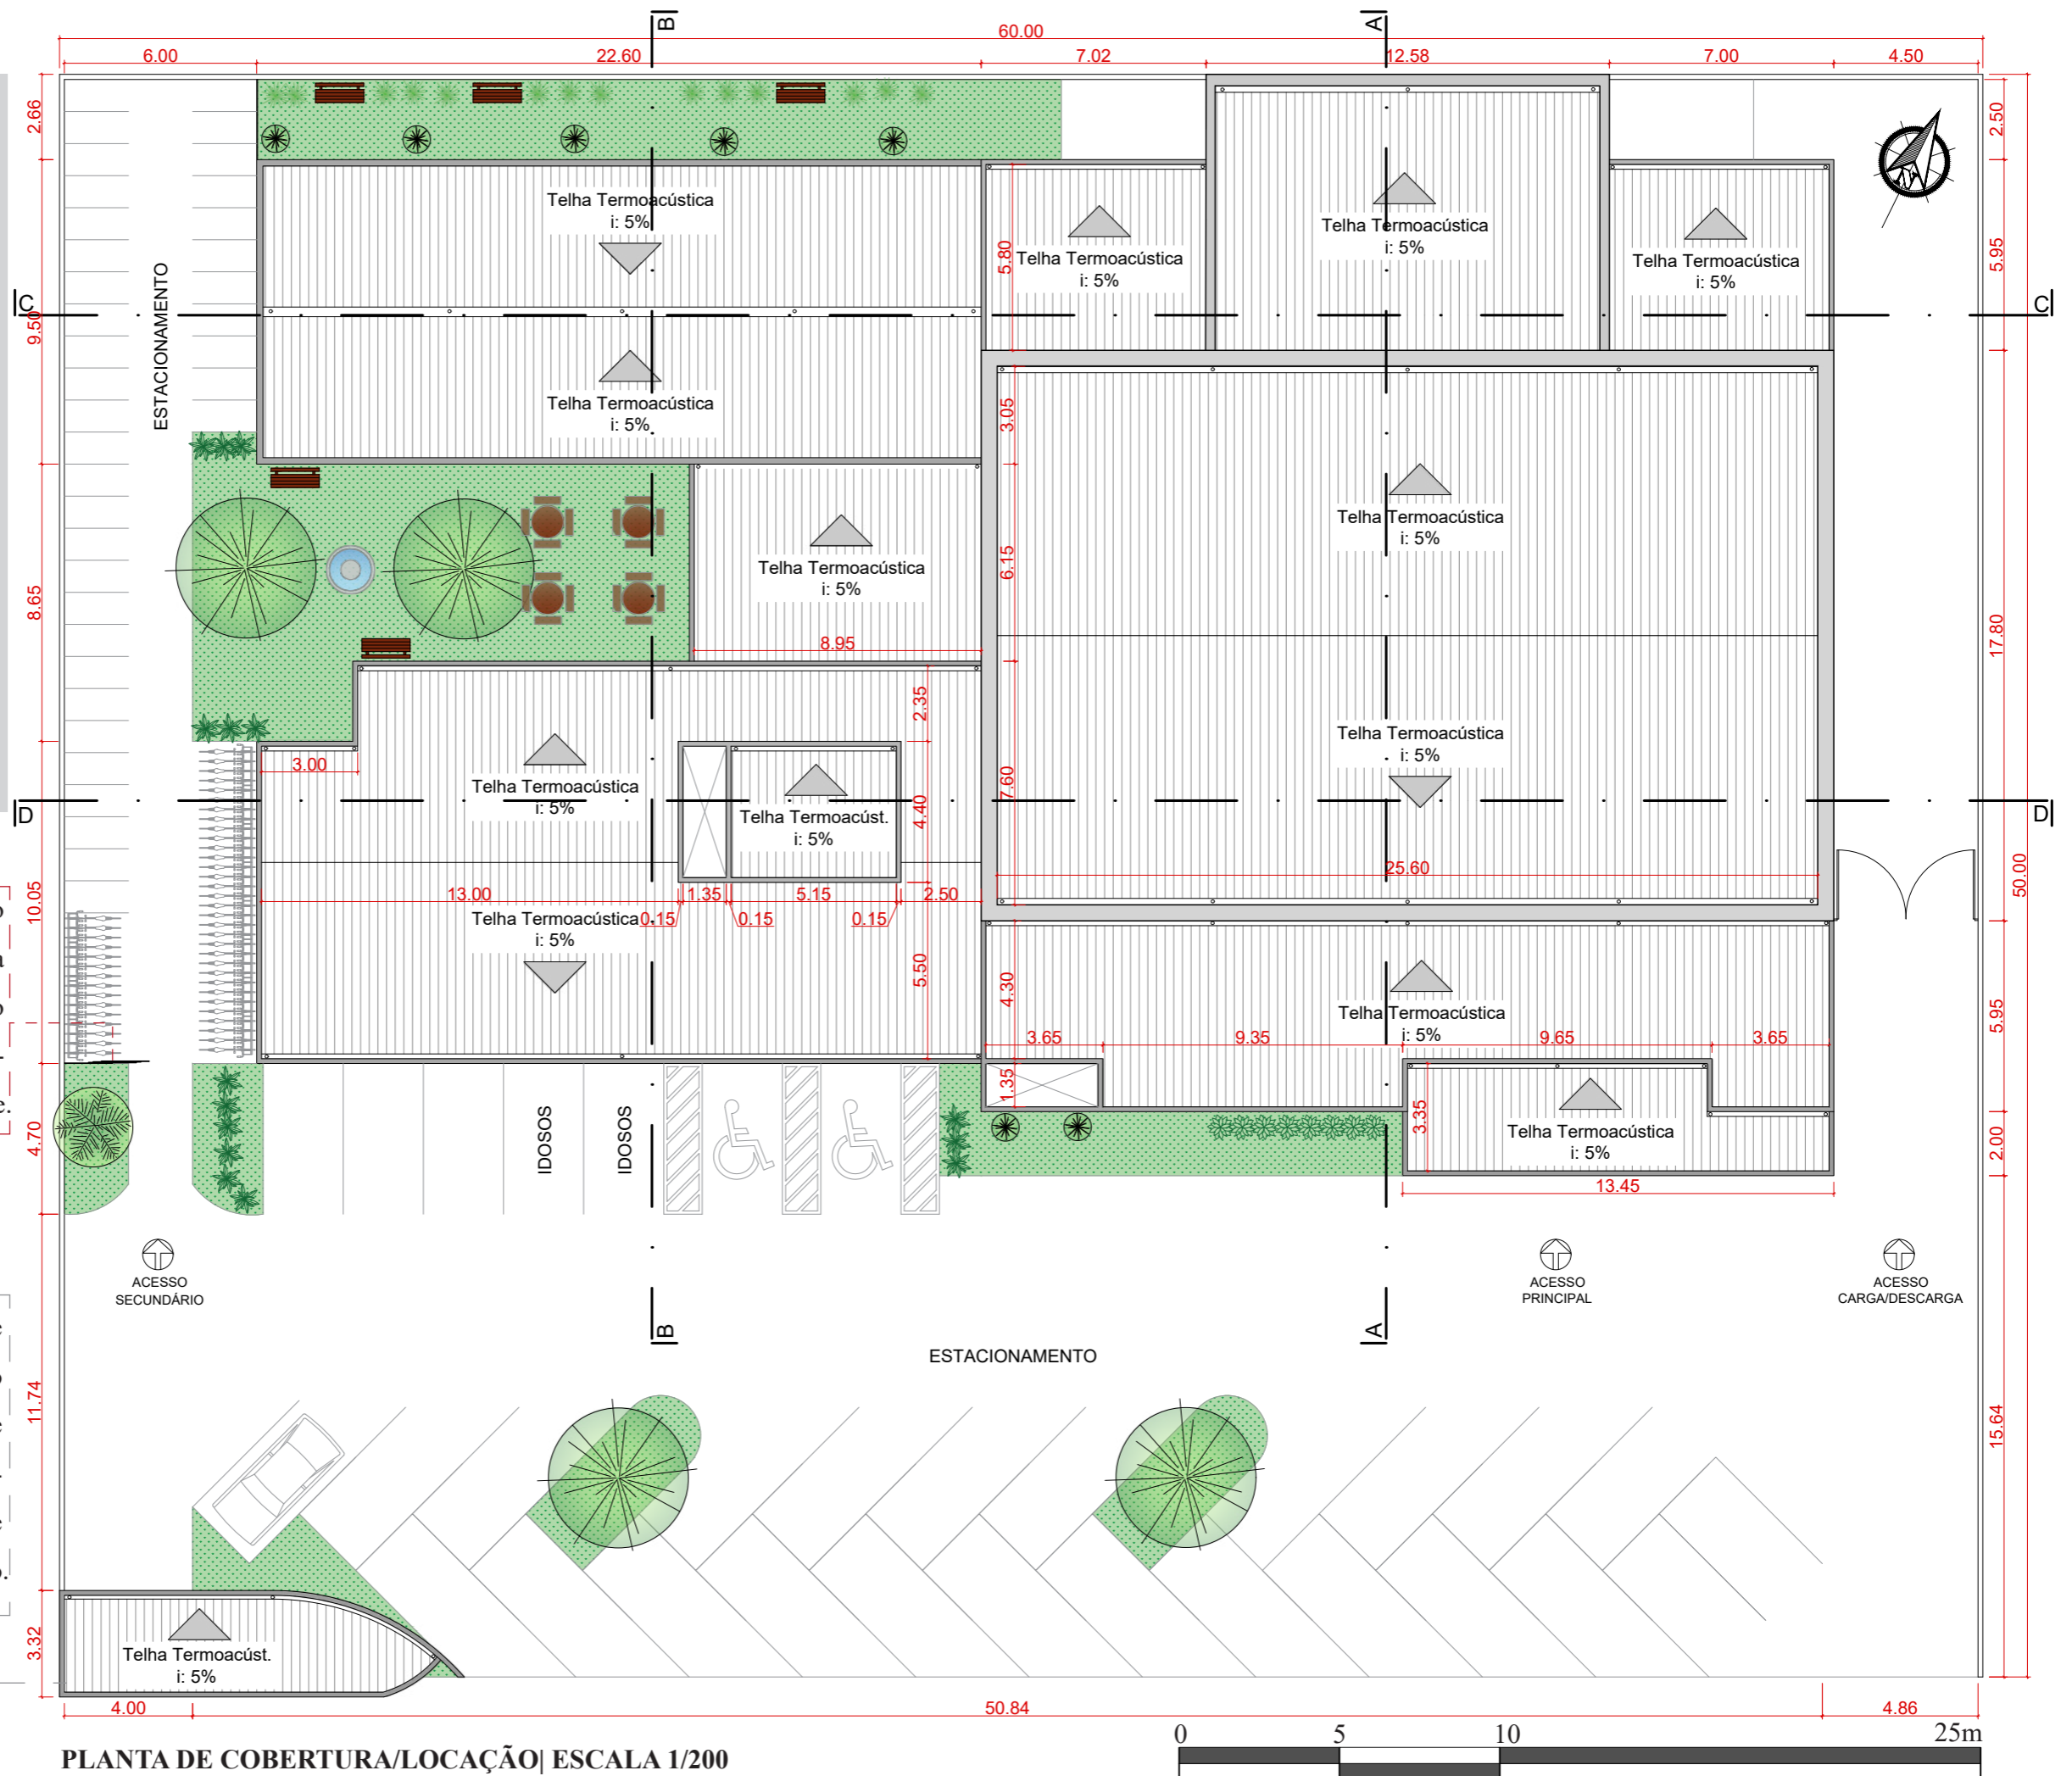 B
A
60.00
6.00
22.60
7.02
12.58
7.00
4.50
2.66
2.50
N
Telha Termoacústica
i: 5%
Telha Termoacústica
i: 5%
Telha Termoacústica
i: 5%
Telha Termoacústica
i: 5%
5.80
5.95
ESTACIONAMENTO
C
C
9.50
Telha Termoacústica
i: 5%
3.05
Telha Termoacústica
i: 5%
Telha Termoacústica
i: 5%
6.15
8.65
8.95
17.80
2.35
3.00
Telha Termoacústica
i: 5%
Telha Termoacúst.
i: 5%
4.40
Telha Termoacústica
i: 5%
7.60
D
D
25.60
50.00
10.05
13.00
1.35
5.15
2.50
0.15
0.15
0.15
Telha Termoacústica
i: 5%
5.50
4.30
Telha Termoacústica
i: 5%
5.95
3.65
9.35
9.65
3.65
1.35
e.
4.70
IDOSOS
IDOSOS
3.35
Telha Termoacústica
i: 5%
2.00
13.45
ACESSO
SECUNDÁRIO
ACESSO
PRINCIPAL
ACESSO
CARGA/DESCARGA
B
A
ESTACIONAMENTO
11.74
15.64
3.32
Telha Termoacúst.
i: 5%
4.00
50.84
4.86
PLANTA DE COBERTURA/LOCAÇÃO| ESCALA 1/200
0
5
10
25m